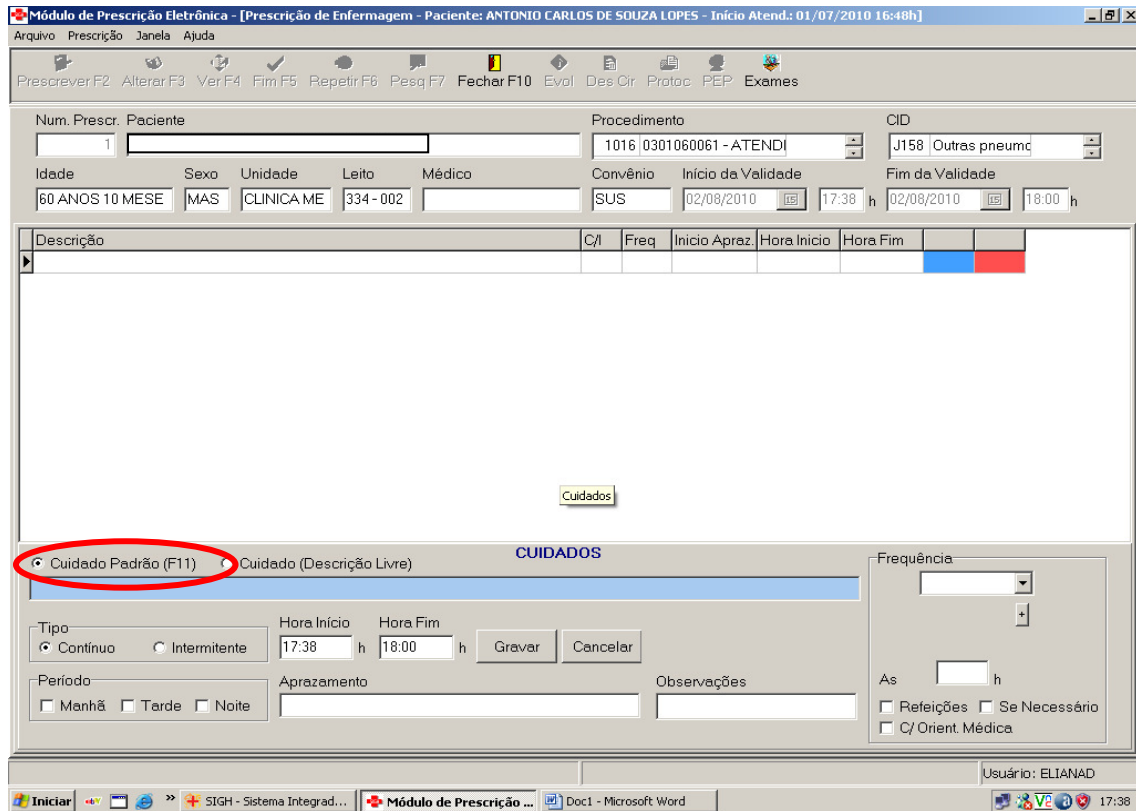 Módulo de Prescrição Eletrônica - [Prescrição de Enfermagem - Paciente: ANTONIO CARLOS DE SOUZA LOPES - Início Atend.: 01/07/2010 16:48h]
Arquivo Prescrição Janela Ajuda
Prescrever F2 Alterar F3 Ver F4 Fim F5 Repetir F6 Pesq F7 Fechar F10 Evol Des Cir Protoc PEP Exames
Num. Prescr. Paciente Procedimento CID
1 1016 0301060061 - ATENDI J158 Outras pneumo
Idade Sexo Unidade Leito Médico Convênio Início da Validade Fim da Validade
60 ANOS 10 MESE MAS CLINICA ME 334 - 002 SUS 02/08/2010 15 17:38 h 02/08/2010 15 18:00 h
Descrição C/I Freq Inicio Apraz. Hora Inicio Hora Fim
Cuidados
CUIDADOS
Cuidado Padrão (F11) Cuidado (Descrição Livre) Frequência
+
Tipo Hora Início Hora Fim
Contínuo Intermitente 17:38 h 18:00 h Gravar Cancelar
Período Aprazamento Observações As h
Manhã Tarde Noite Refeições Se Necessário
C/ Orient. Médica
Usuário: ELIANAD
Iniciar » SIGH - Sistema Integrad... Módulo de Prescrição ... Doc1 - Microsoft Word 17:38